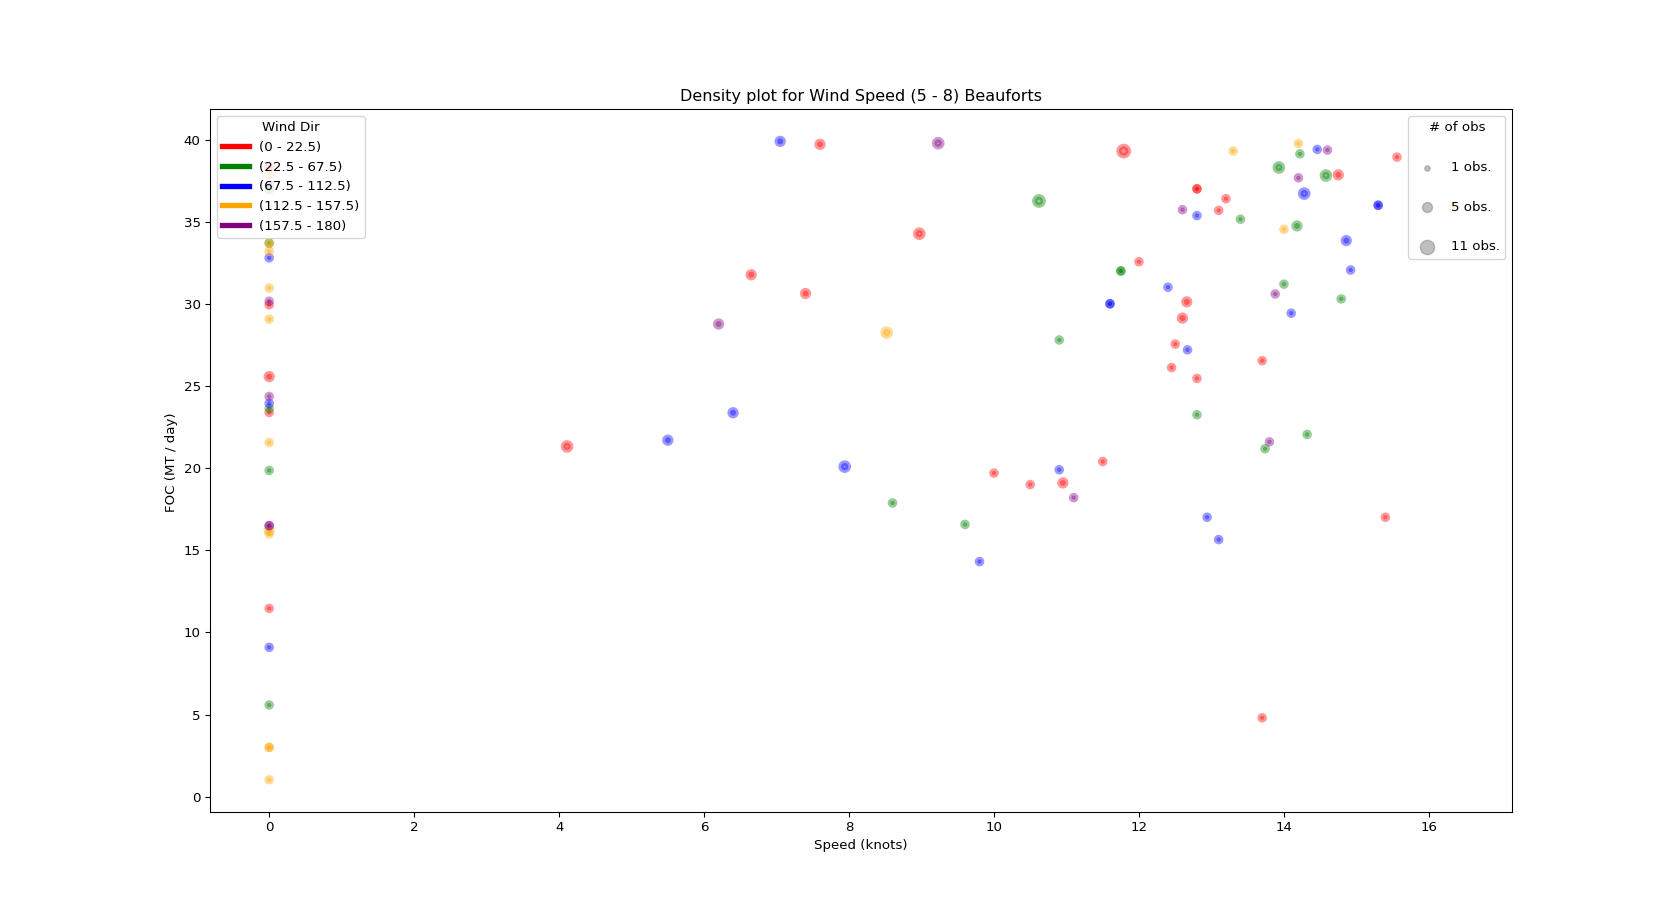 Density plot for Wind Speed (5 - 8) Beauforts
Wind Dir
(0 - 22.5)
(22.5 - 67.5)
(67.5 - 112.5)
(112.5 - 157.5)
(157.5 - 180)
# of obs
1 obs.
5 obs.
11 obs.
FOC (MT / day)
40
35
30
25
20
15
10
5
0
0 2 4 6 8 10 12 14 16
Speed (knots)